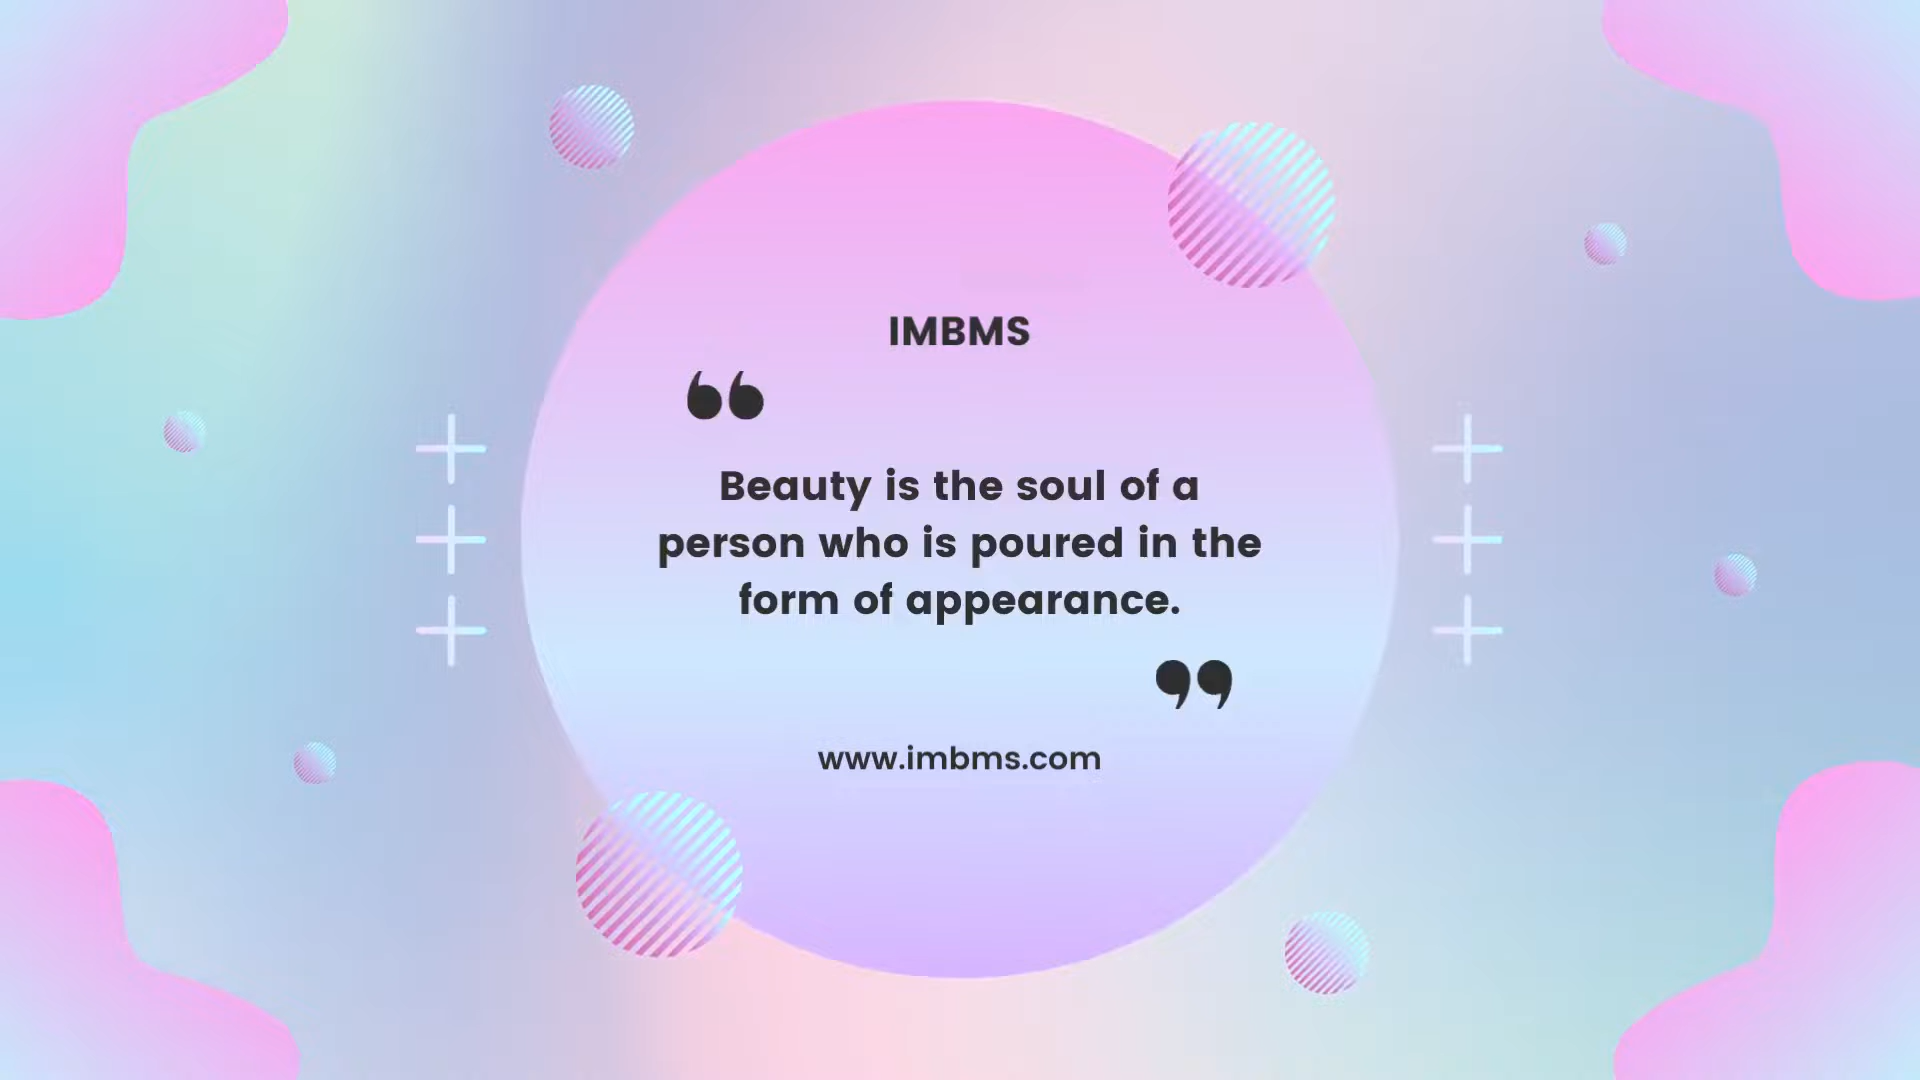 IMBMS
❝
Beauty is the soul of a
person who is poured in the
form of appearance.
❞
www.imbms.com